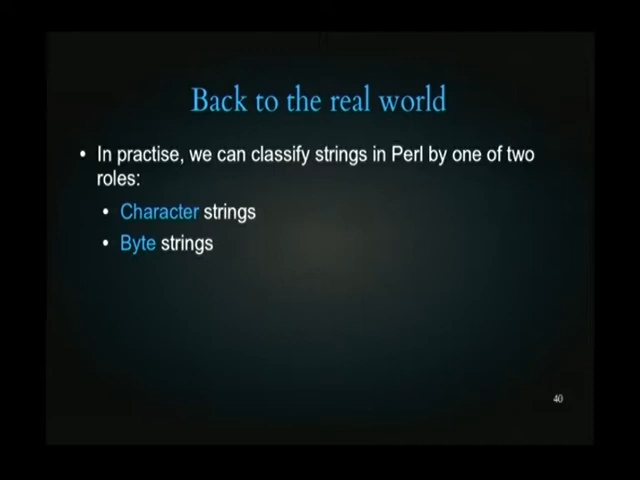 Back to the real world
• In practise, we can classify strings in Perl by one of two
roles:
• Character strings
• Byte strings
40